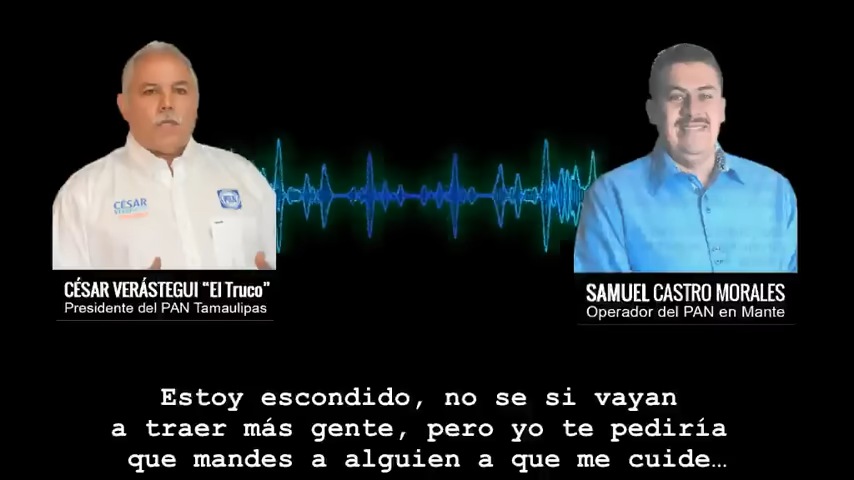 CÉSAR
PAN
CÉSAR VERÁSTEGUI “El Truco”
Presidente del PAN Tamaulipas
SAMUEL CASTRO MORALES
Operador del PAN en Mante
Estoy escondido, no se si vayan
a traer más gente, pero yo te pediría
que mandes a alguien a que me cuide…